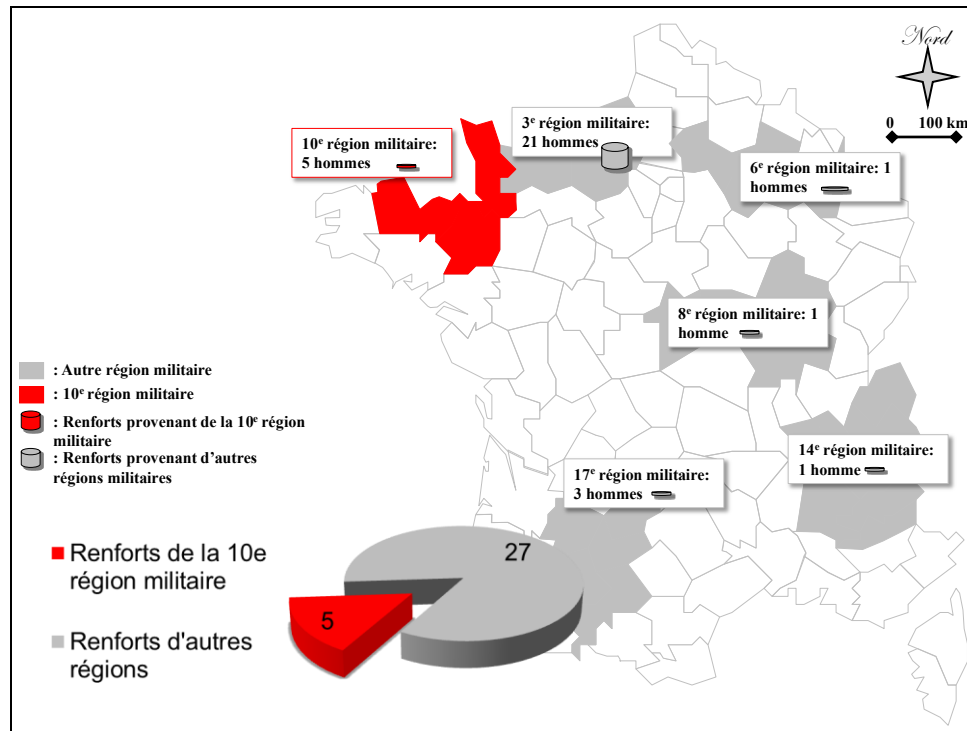 Nord
0 100 km
3e région militaire:
21 hommes
10e région militaire:
5 hommes
6e région militaire: 1
hommes
8e région militaire: 1
homme
: Autre région militaire
: 10e région militaire
: Renforts provenant de la 10e région
militaire
: Renforts provenant d’autres
régions militaires
14e région militaire:
1 homme
17e région militaire:
3 hommes
Renforts de la 10e
région militaire
Renforts d'autres
régions
27
5